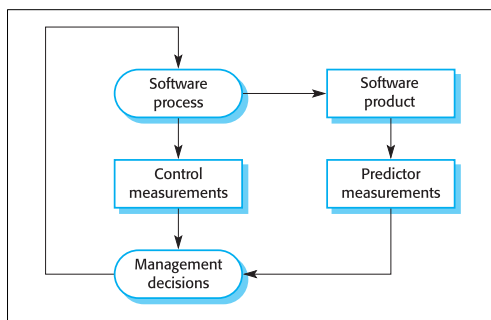 Software
process
Software
product
Control
measurements
Predictor
measurements
Management
decisions